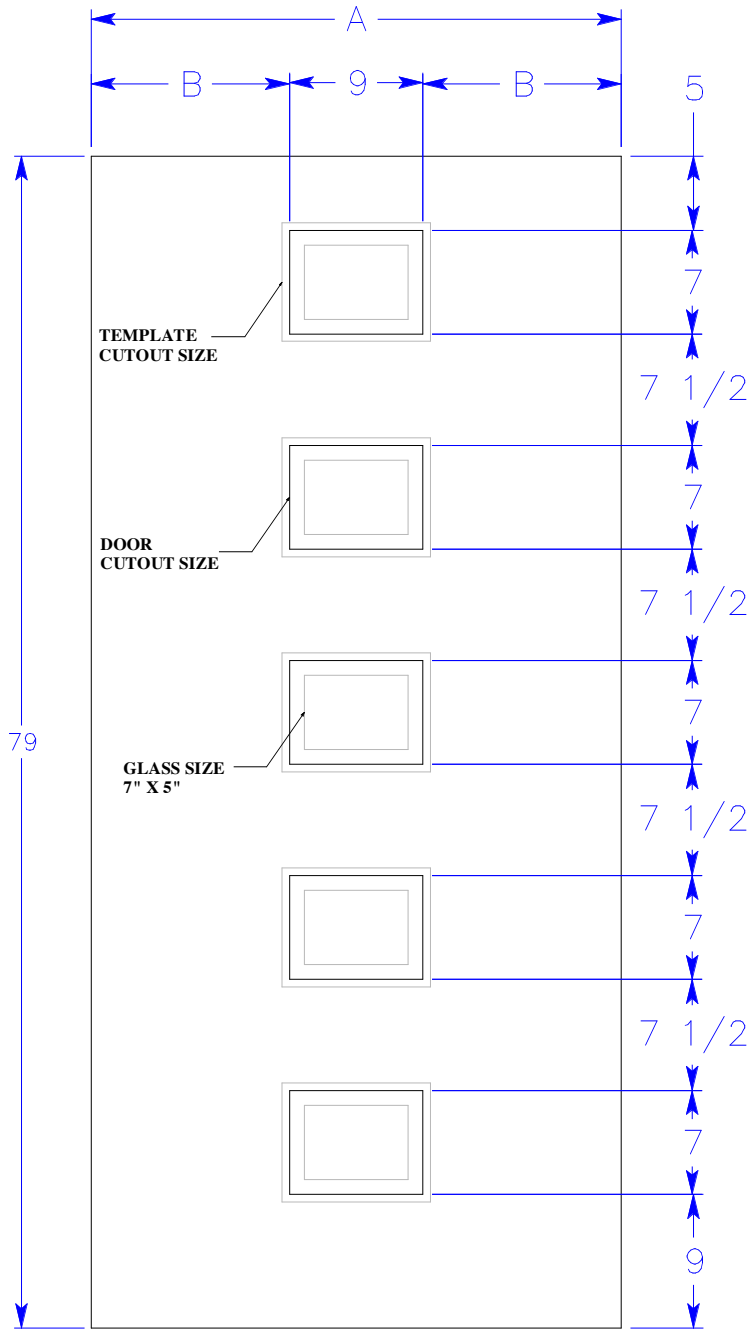 A
B 9 B
5
7
TEMPLATE
CUTOUT SIZE
7 1/2
7
DOOR
CUTOUT SIZE
7 1/2
7
79
GLASS SIZE
7" X 5"
7 1/2
7
7 1/2
7
9